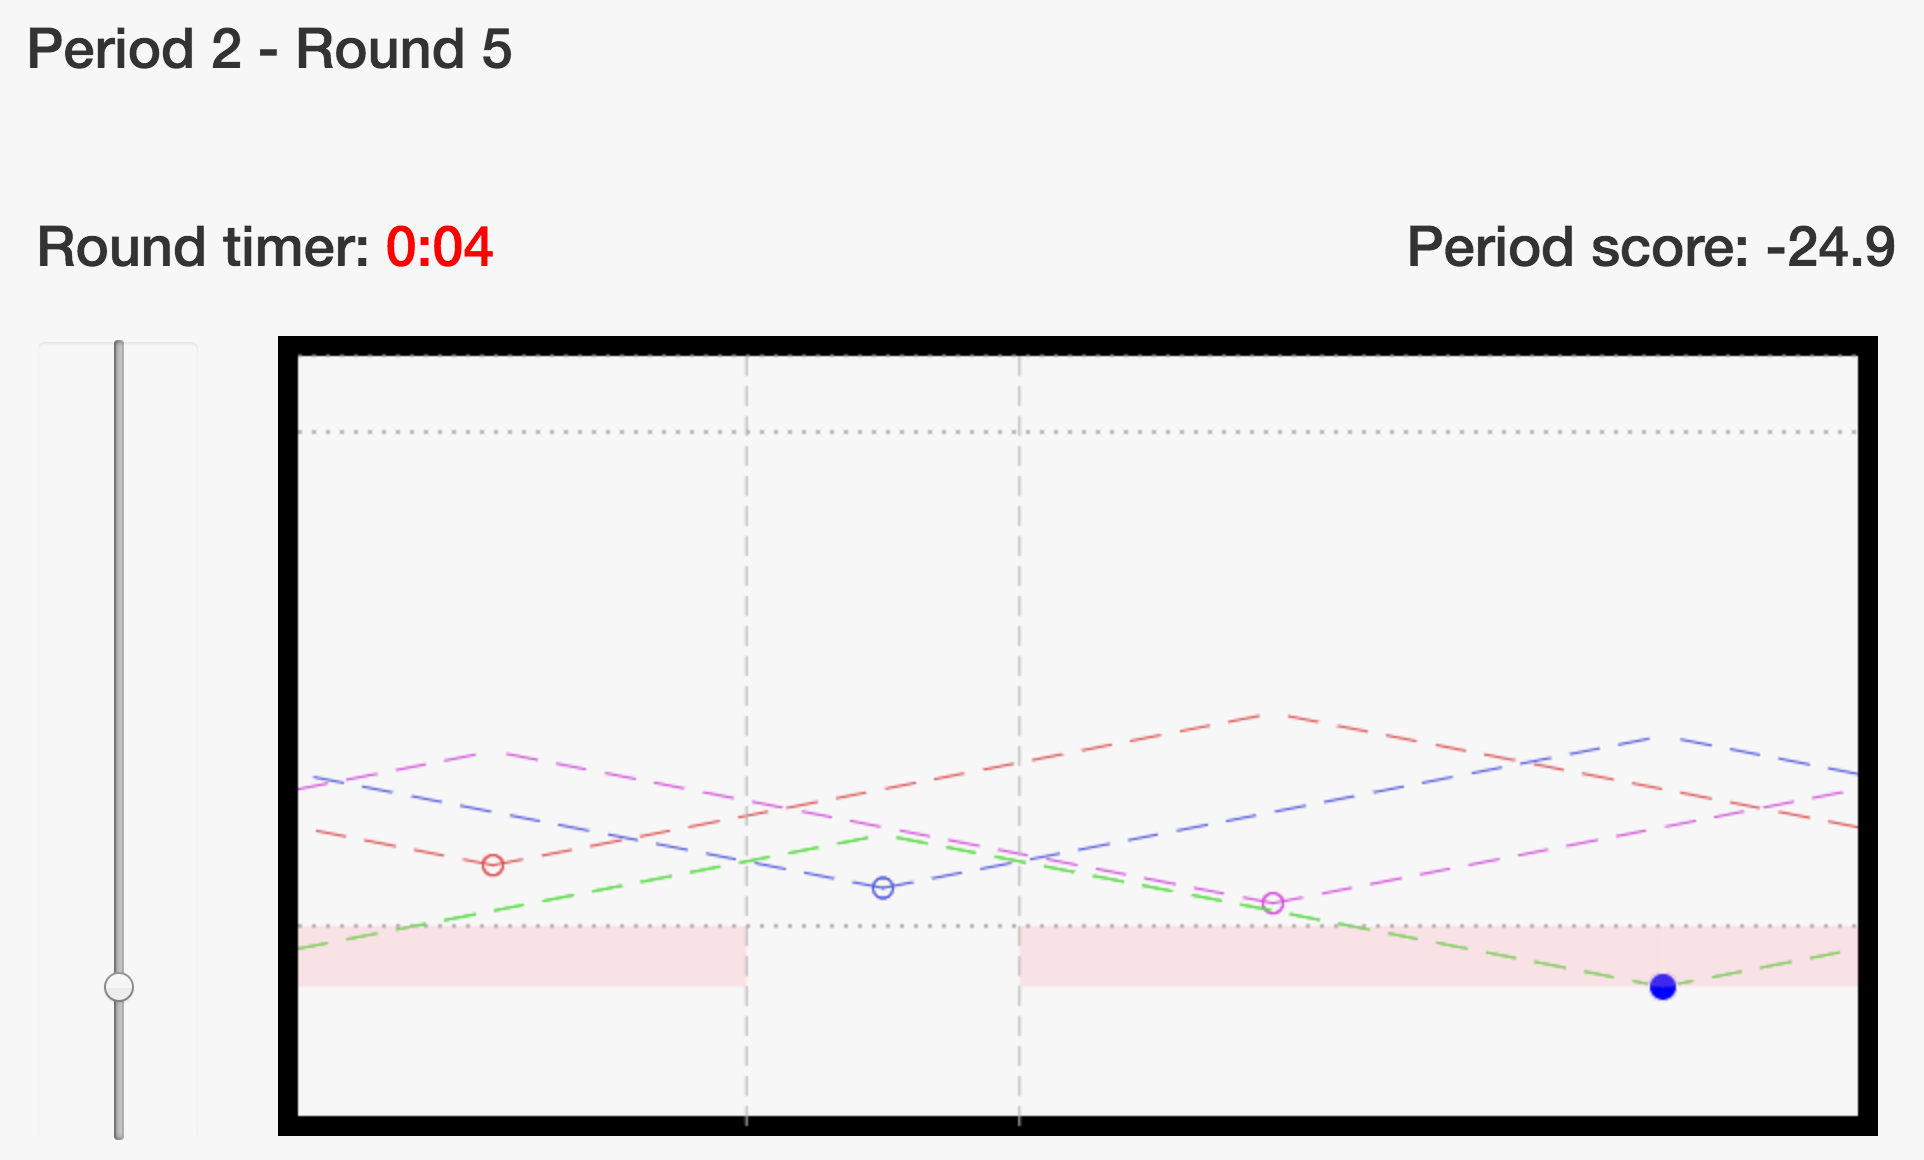 Period 2 - Round 5
Round timer: 0:04
Period score: -24.9